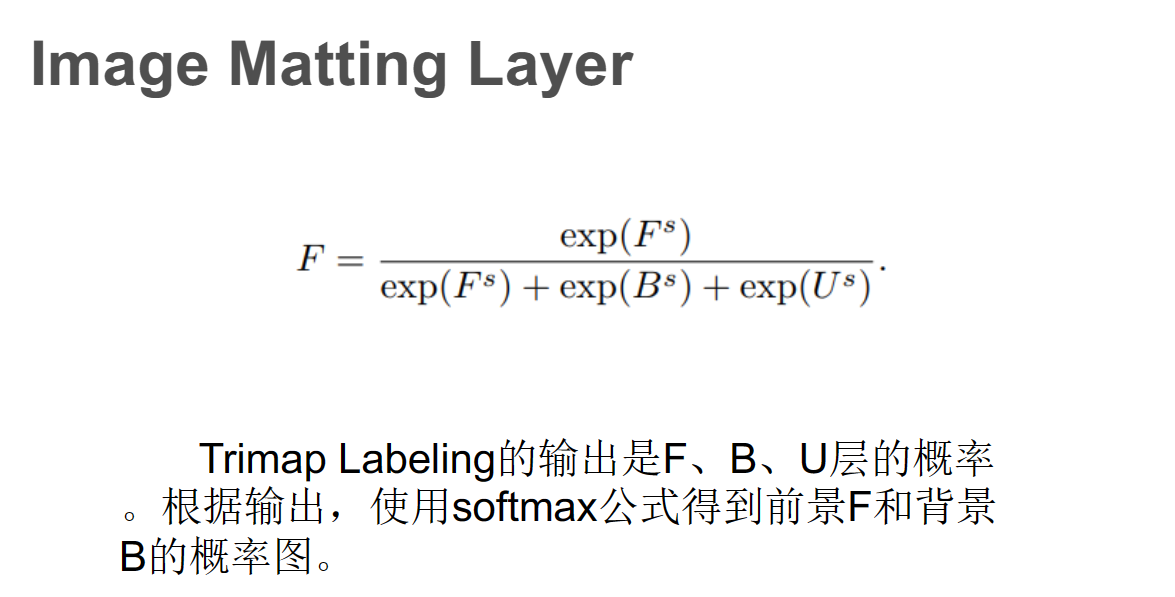 Image Matting Layer
F = exp(F^s) / (exp(F^s) + exp(B^s) + exp(U^s)).
Trimap Labeling的输出是F、B、U层的概率
。根据输出，使用softmax公式得到前景F和背景
B的概率图。